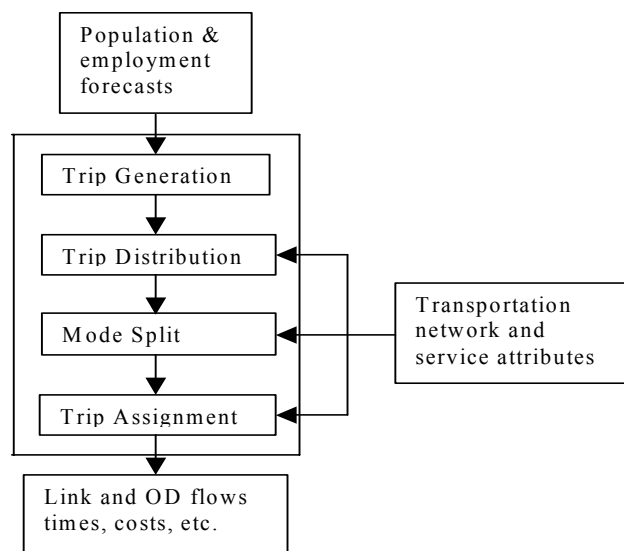 Population &
employment
forecasts
Trip Generation
Trip Distribution
Mode Split
Trip Assignment
Transportation
network and
service attributes
Link and OD flows
times, costs, etc.